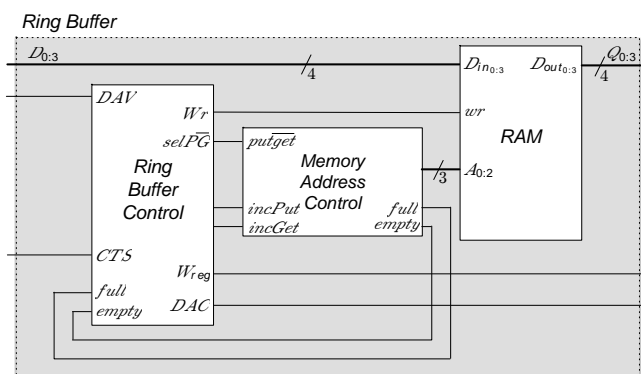 Ring Buffer
D0:3
4
Din0:3
Dout0:3
Q0:3
4
DAV
Wr
wr
selPG̅
putg̅e̅t̅
RAM
Ring
Buffer
Control
Memory
Address
Control
3
A0:2
incPut
incGet
full
empty
CTS
Wreg
full
empty
DAC